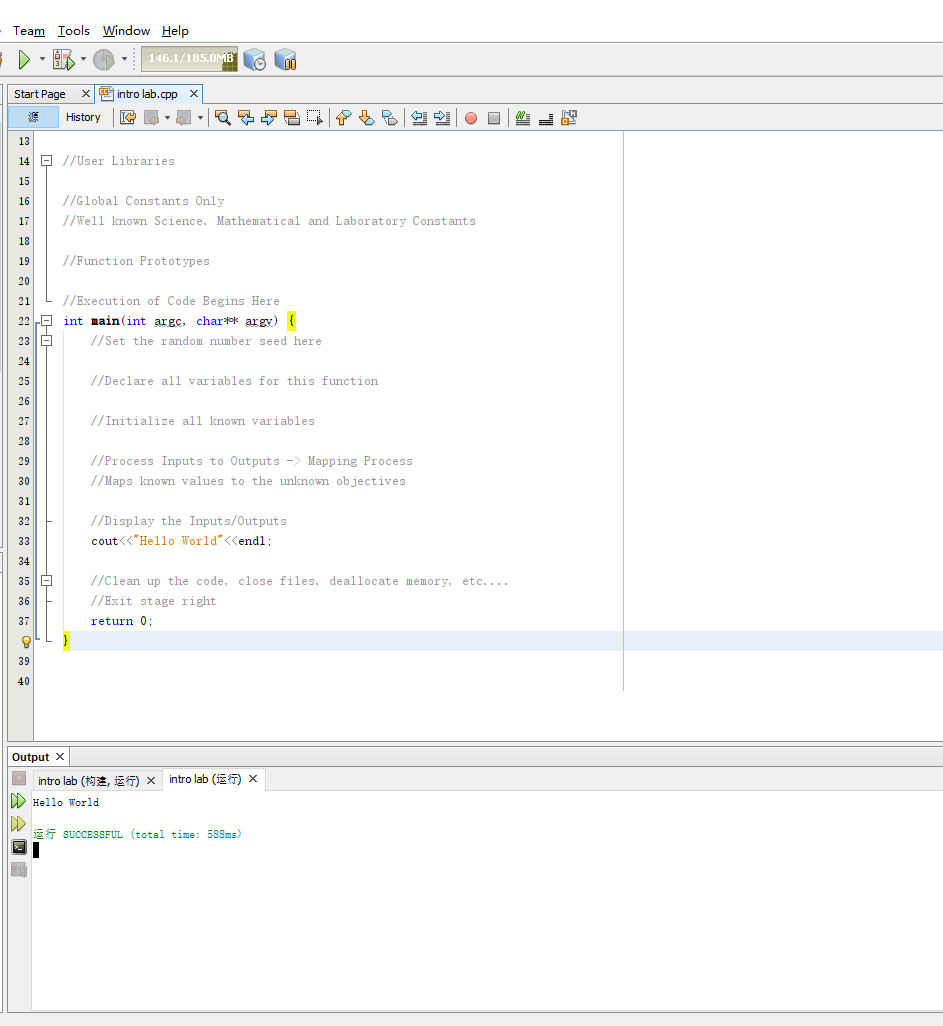 Team Tools Window Help
146.1/185.0MB
Start Page intro lab.cpp
源 History
13
14 //User Libraries
15
16 //Global Constants Only
17 //Well known Science, Mathematical and Laboratory Constants
18
19 //Function Prototypes
20
21 //Execution of Code Begins Here
22 int main(int argc, char** argv) {
23 //Set the random number seed here
24
25 //Declare all variables for this function
26
27 //Initialize all known variables
28
29 //Process Inputs to Outputs -> Mapping Process
30 //Maps known values to the unknown objectives
31
32 //Display the Inputs/Outputs
33 cout<<"Hello World"<<endl;
34
35 //Clean up the code, close files, deallocate memory, etc....
36 //Exit stage right
37 return 0;
}
39
40
Output
intro lab (构建, 运行) intro lab (运行)
Hello World
运行 SUCCESSFUL (total time: 588ms)